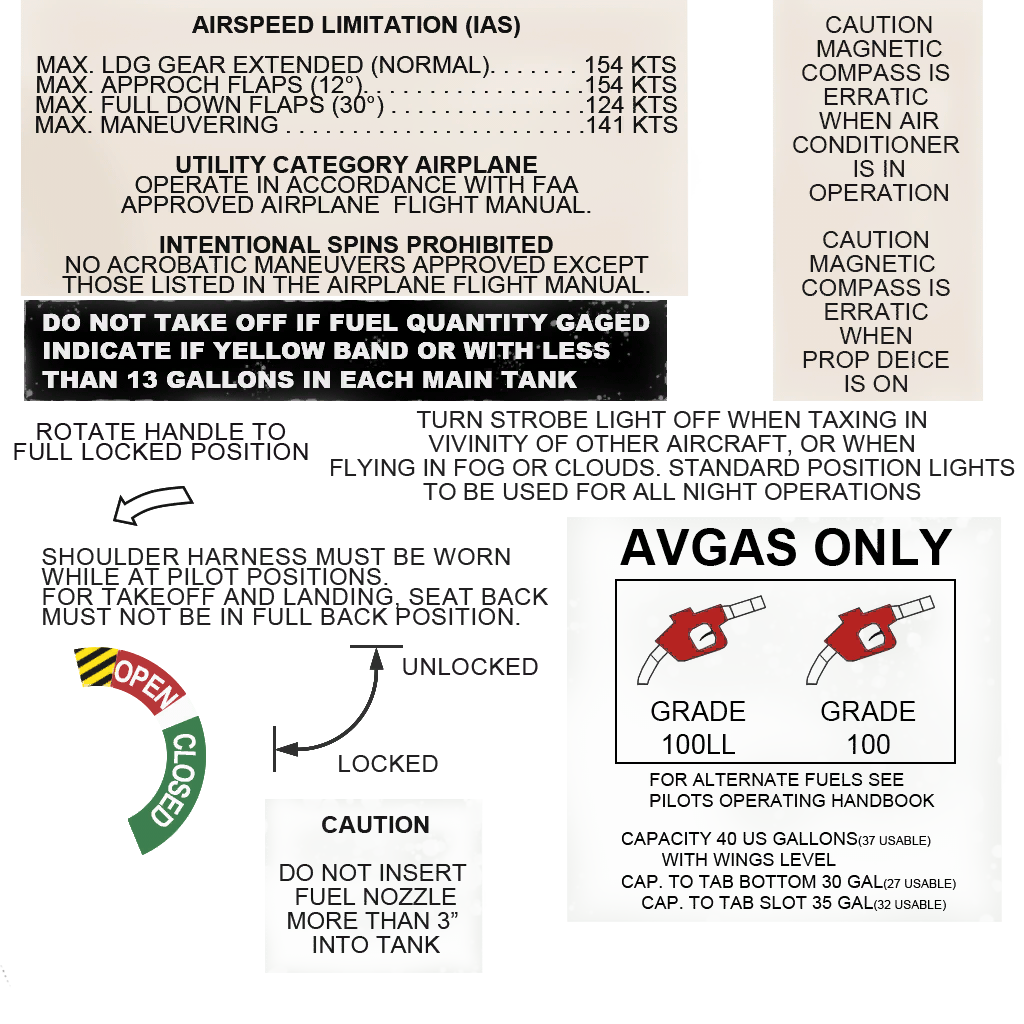 AIRSPEED LIMITATION (IAS)
MAX. LDG GEAR EXTENDED (NORMAL). . . . . . . 154 KTS
MAX. APPROCH FLAPS (12°). . . . . . . . . . . . . . . . .154 KTS
MAX. FULL DOWN FLAPS (30°) . . . . . . . . . . . . . . .124 KTS
MAX. MANEUVERING . . . . . . . . . . . . . . . . . . . . . . .141 KTS
UTILITY CATEGORY AIRPLANE
OPERATE IN ACCORDANCE WITH FAA
APPROVED AIRPLANE FLIGHT MANUAL.
INTENTIONAL SPINS PROHIBITED
NO ACROBATIC MANEUVERS APPROVED EXCEPT
THOSE LISTED IN THE AIRPLANE FLIGHT MANUAL.
CAUTION
MAGNETIC
COMPASS IS
ERRATIC
WHEN AIR
CONDITIONER
IS IN
OPERATION
CAUTION
MAGNETIC
COMPASS IS
ERRATIC
WHEN
PROP DEICE
IS ON
DO NOT TAKE OFF IF FUEL QUANTITY GAGED
INDICATE IF YELLOW BAND OR WITH LESS
THAN 13 GALLONS IN EACH MAIN TANK
ROTATE HANDLE TO
FULL LOCKED POSITION
TURN STROBE LIGHT OFF WHEN TAXING IN
VIVINITY OF OTHER AIRCRAFT, OR WHEN
FLYING IN FOG OR CLOUDS. STANDARD POSITION LIGHTS
TO BE USED FOR ALL NIGHT OPERATIONS
SHOULDER HARNESS MUST BE WORN
WHILE AT PILOT POSITIONS.
FOR TAKEOFF AND LANDING, SEAT BACK
MUST NOT BE IN FULL BACK POSITION.
OPEN
CLOSED
UNLOCKED
LOCKED
CAUTION
DO NOT INSERT
FUEL NOZZLE
MORE THAN 3”
INTO TANK
AVGAS ONLY
GRADE
100LL
GRADE
100
FOR ALTERNATE FUELS SEE
PILOTS OPERATING HANDBOOK
CAPACITY 40 US GALLONS(37 USABLE)
WITH WINGS LEVEL
CAP. TO TAB BOTTOM 30 GAL(27 USABLE)
CAP. TO TAB SLOT 35 GAL(32 USABLE)